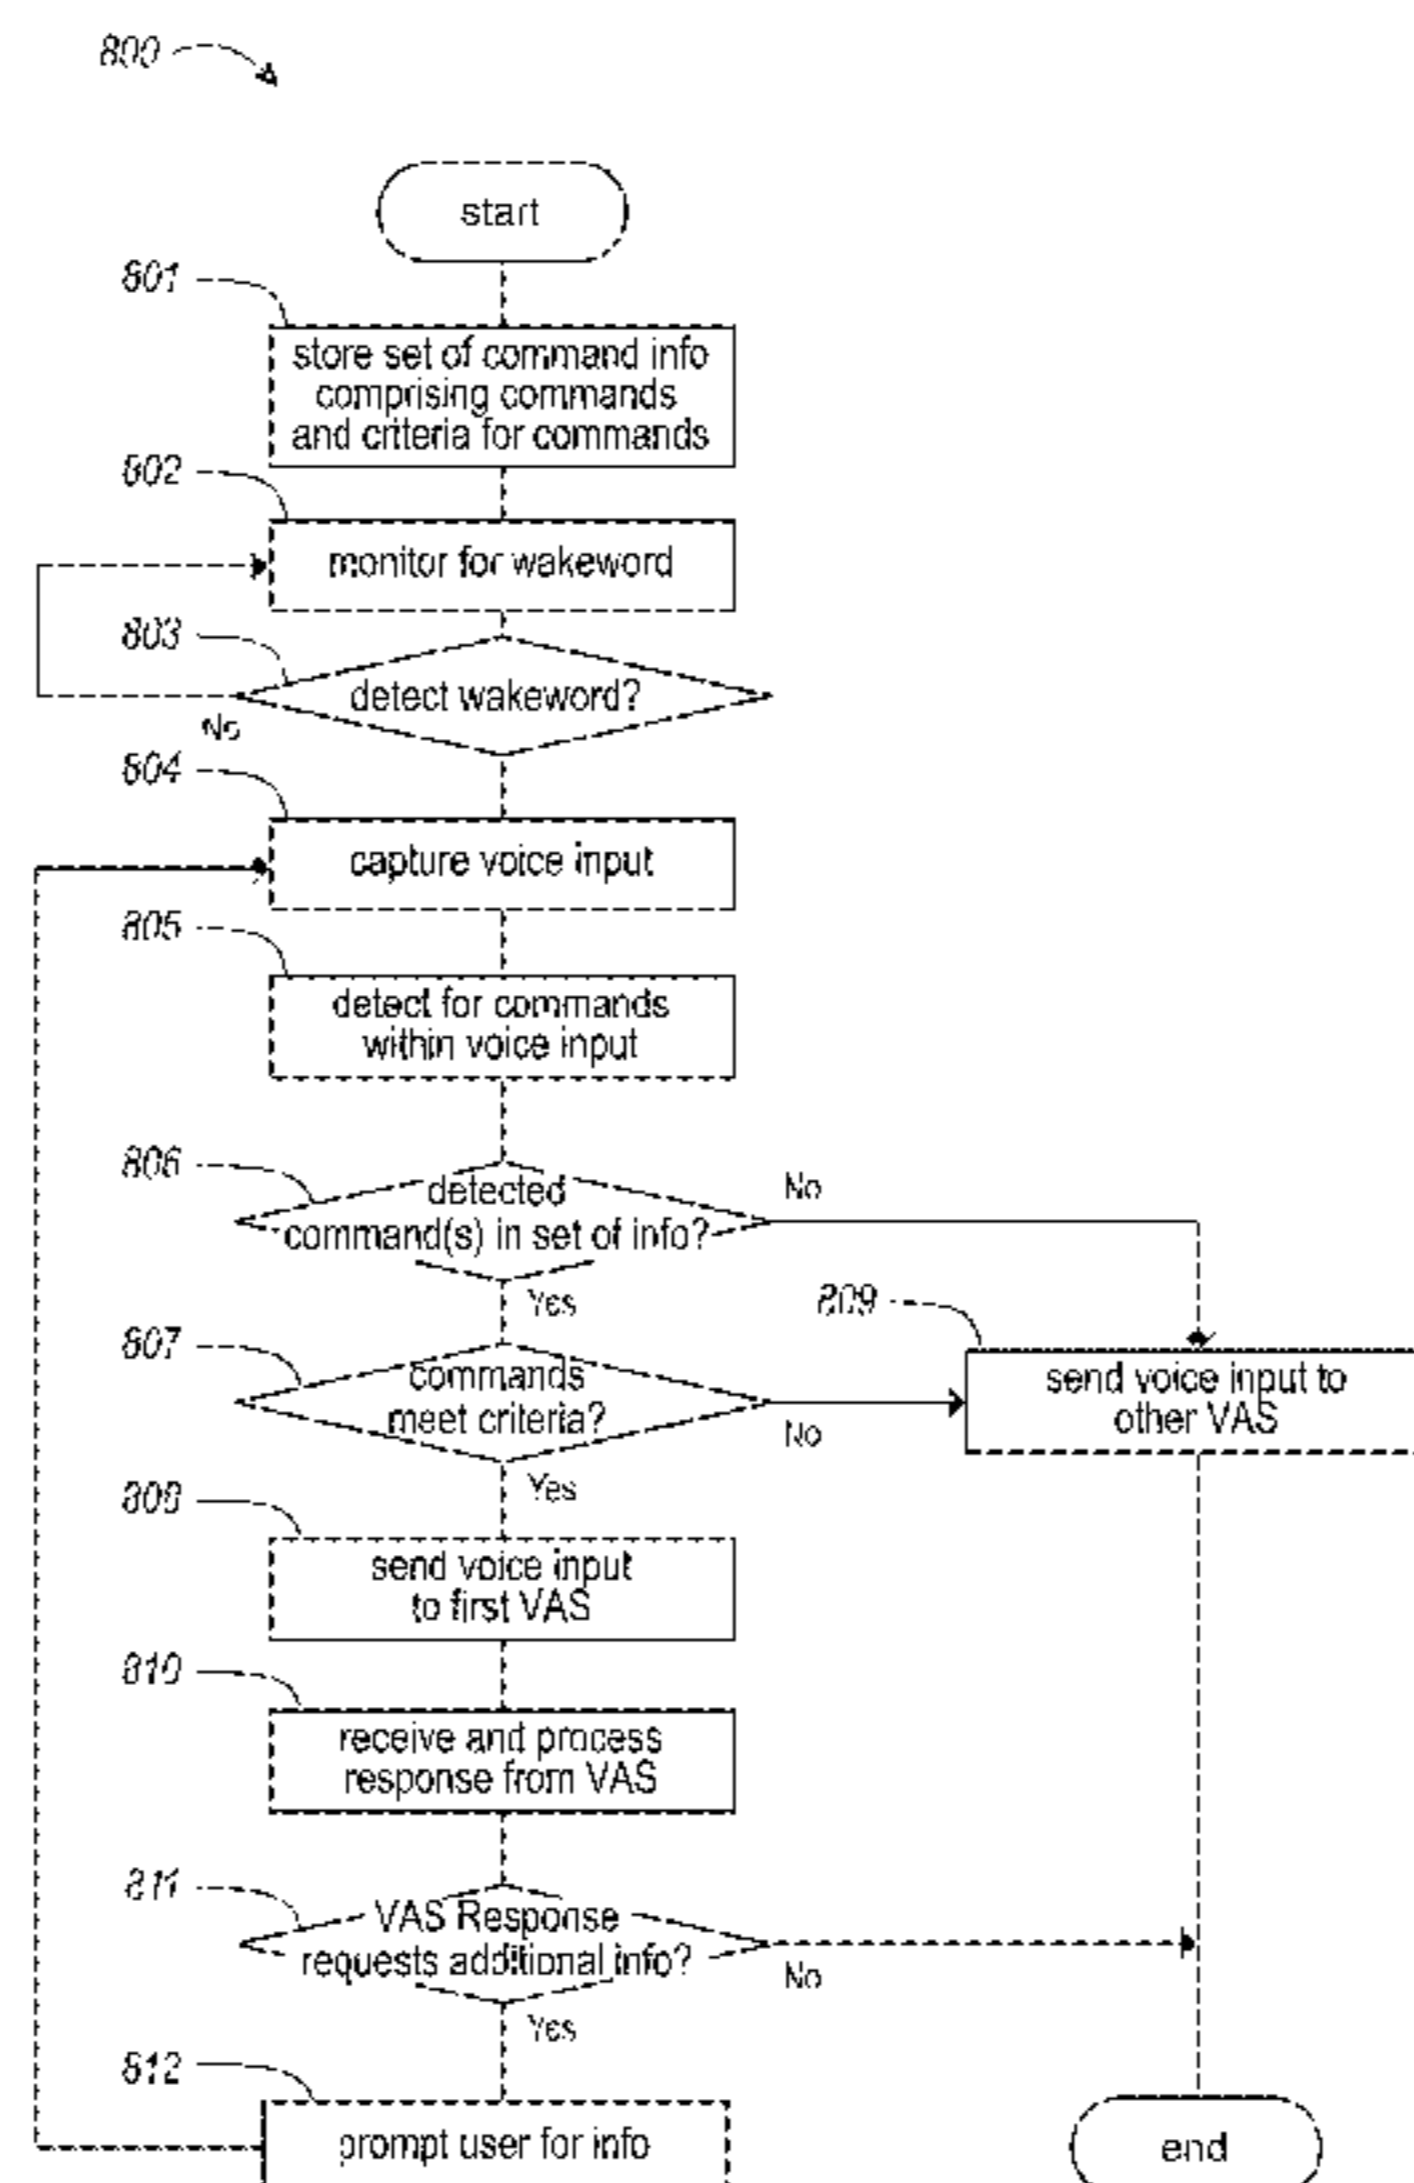 800
start
801
store set of command info
comprising commands
and criteria for commands
802
monitor for wakeword
803
detect wakeword?
No
804
capture voice input
805
detect for commands
within voice input
806
detected
command(s) in set of info?
No
Yes
807
commands
meet criteria?
No
Yes
809
send voice input to
other VAS
808
send voice input
to first VAS
810
receive and process
response from VAS
811
VAS Response
requests additional info?
No
Yes
812
prompt user for info
end